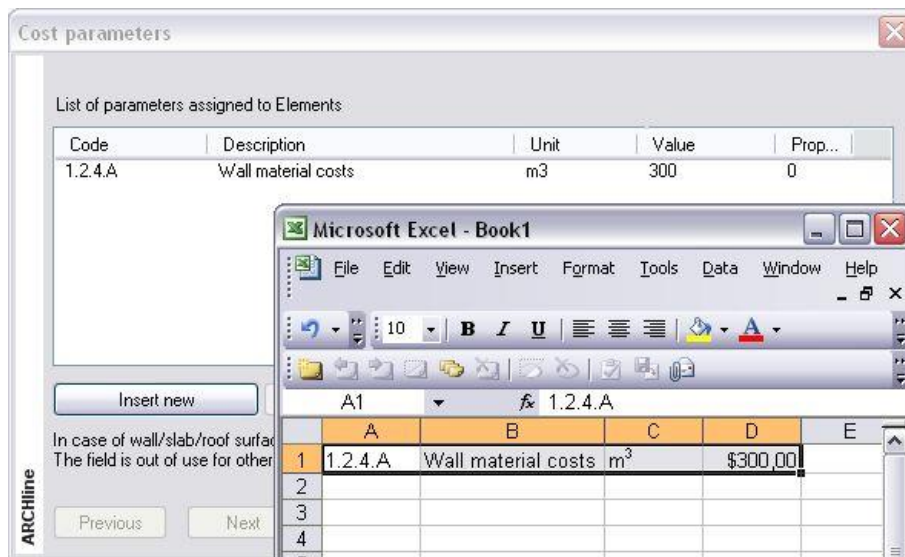 Cost parameters
List of parameters assigned to Elements
Code Description Unit Value Prop...
1.2.4.A Wall material costs m3 300 0
Microsoft Excel - Book1
File Edit View Insert Format Tools Data Window Help
10 B I U A
Insert new
A1 fx 1.2.4.A
In case of wall/slab/roof surfac
The field is out of use for other
A B C D E
1 1.2.4.A Wall material costs m³ $300,00
2
3
4
Previous Next
ARCHline